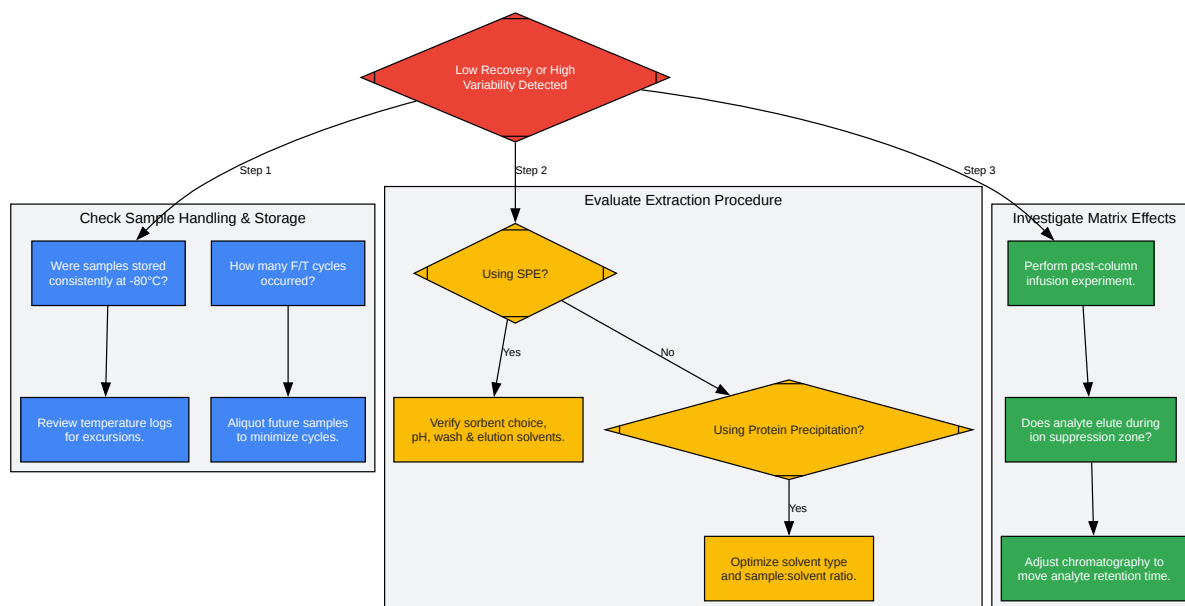 Low Recovery or High
Variability Detected
Step 1
Step 2
Step 3
Check Sample Handling & Storage
Were samples stored
consistently at -80°C?
How many F/T cycles
occurred?
Review temperature logs
for excursions.
Aliquot future samples
to minimize cycles.
Evaluate Extraction Procedure
Using SPE?
Yes
No
Verify sorbent choice,
pH, wash & elution solvents.
Using Protein Precipitation?
Yes
Optimize solvent type
and sample:solvent ratio.
Investigate Matrix Effects
Perform post-column
infusion experiment.
Does analyte elute during
ion suppression zone?
Adjust chromatography to
move analyte retention time.